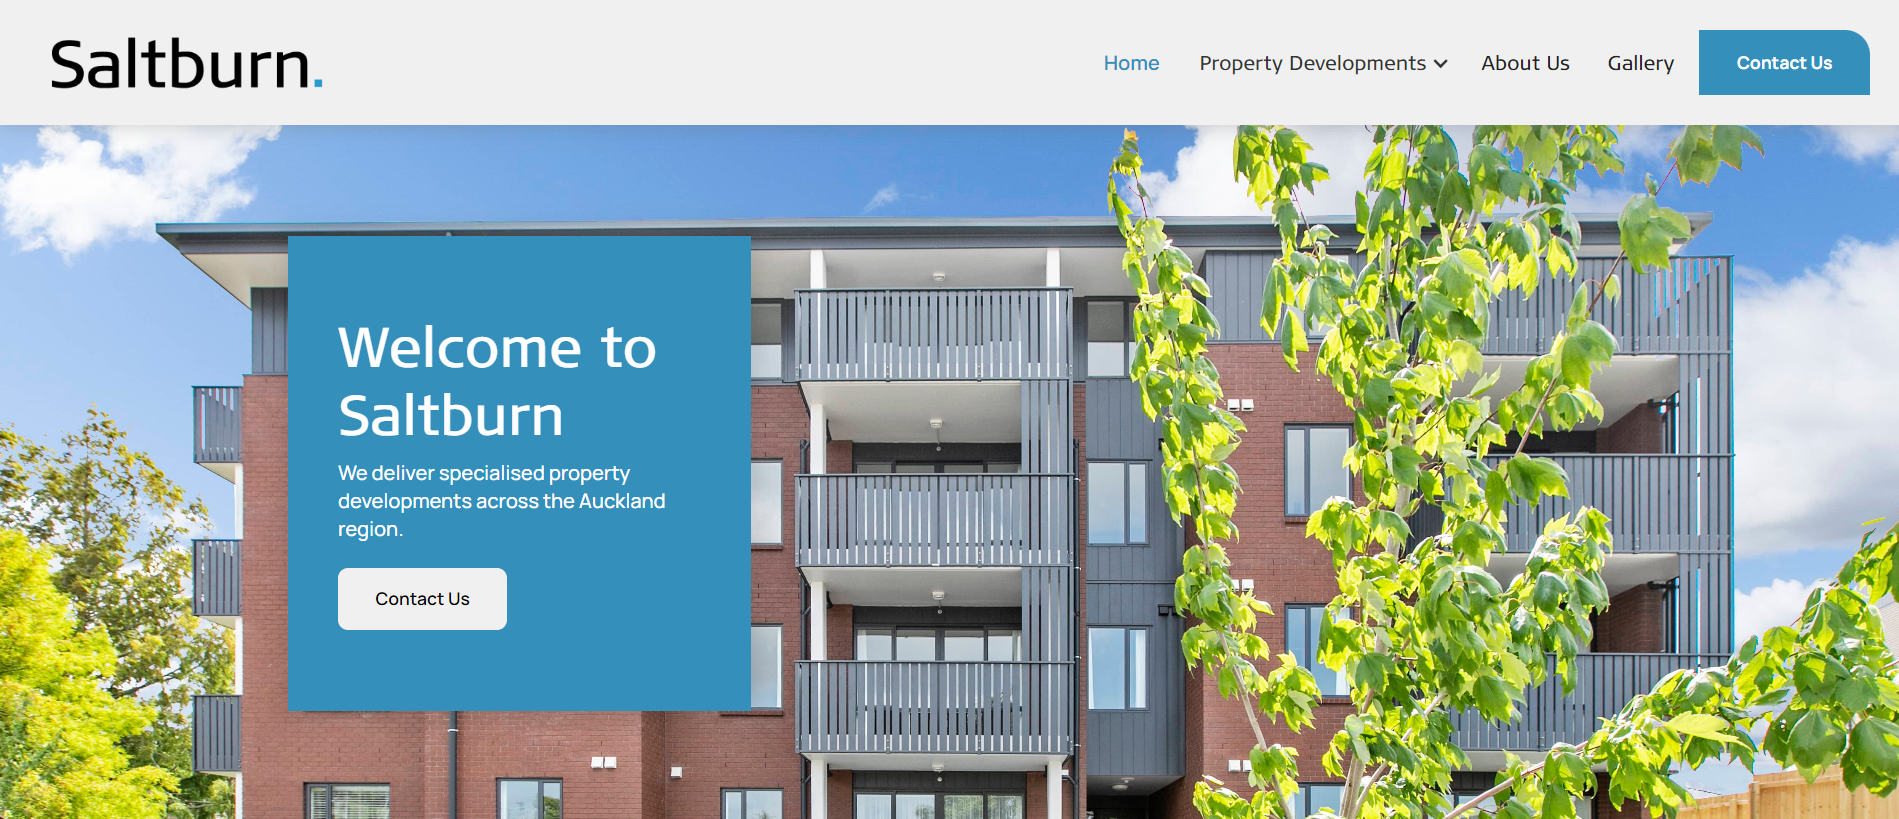 Saltburn.
Home
Property Developments
About Us
Gallery
Contact Us
Welcome to
Saltburn
We deliver specialised property
developments across the Auckland
region.
Contact Us